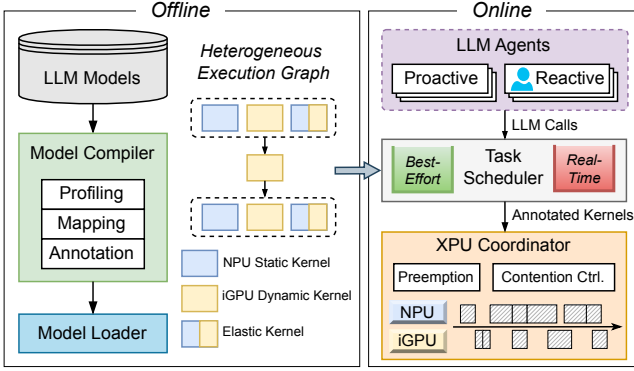 Offline
LLM Models
Model Compiler
Profiling
Mapping
Annotation
Model Loader
Heterogeneous
Execution Graph
NPU Static Kernel
iGPU Dynamic Kernel
Elastic Kernel
Online
LLM Agents
Proactive
Reactive
LLM Calls
Best-
Effort
Task
Scheduler
Real-
Time
Annotated Kernels
XPU Coordinator
Preemption
Contention Ctrl.
NPU
iGPU